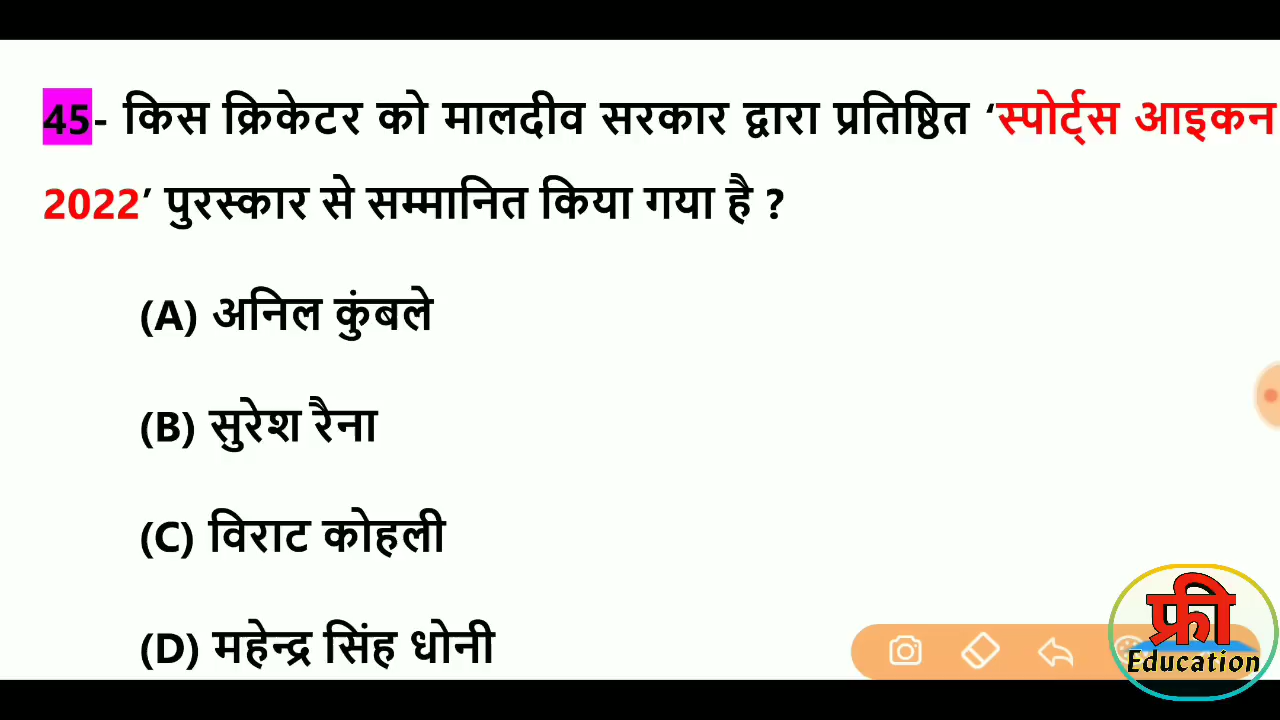 45- किस क्रिकेटर को मालदीव सरकार द्वारा प्रतिष्ठित ‘स्पोर्ट्स आइकन
2022’ पुरस्कार से सम्मानित किया गया है ?
(A) अनिल कुंबले
(B) सुरेश रैना
(C) विराट कोहली
(D) महेन्द्र सिंह धोनी
फ्री
Education